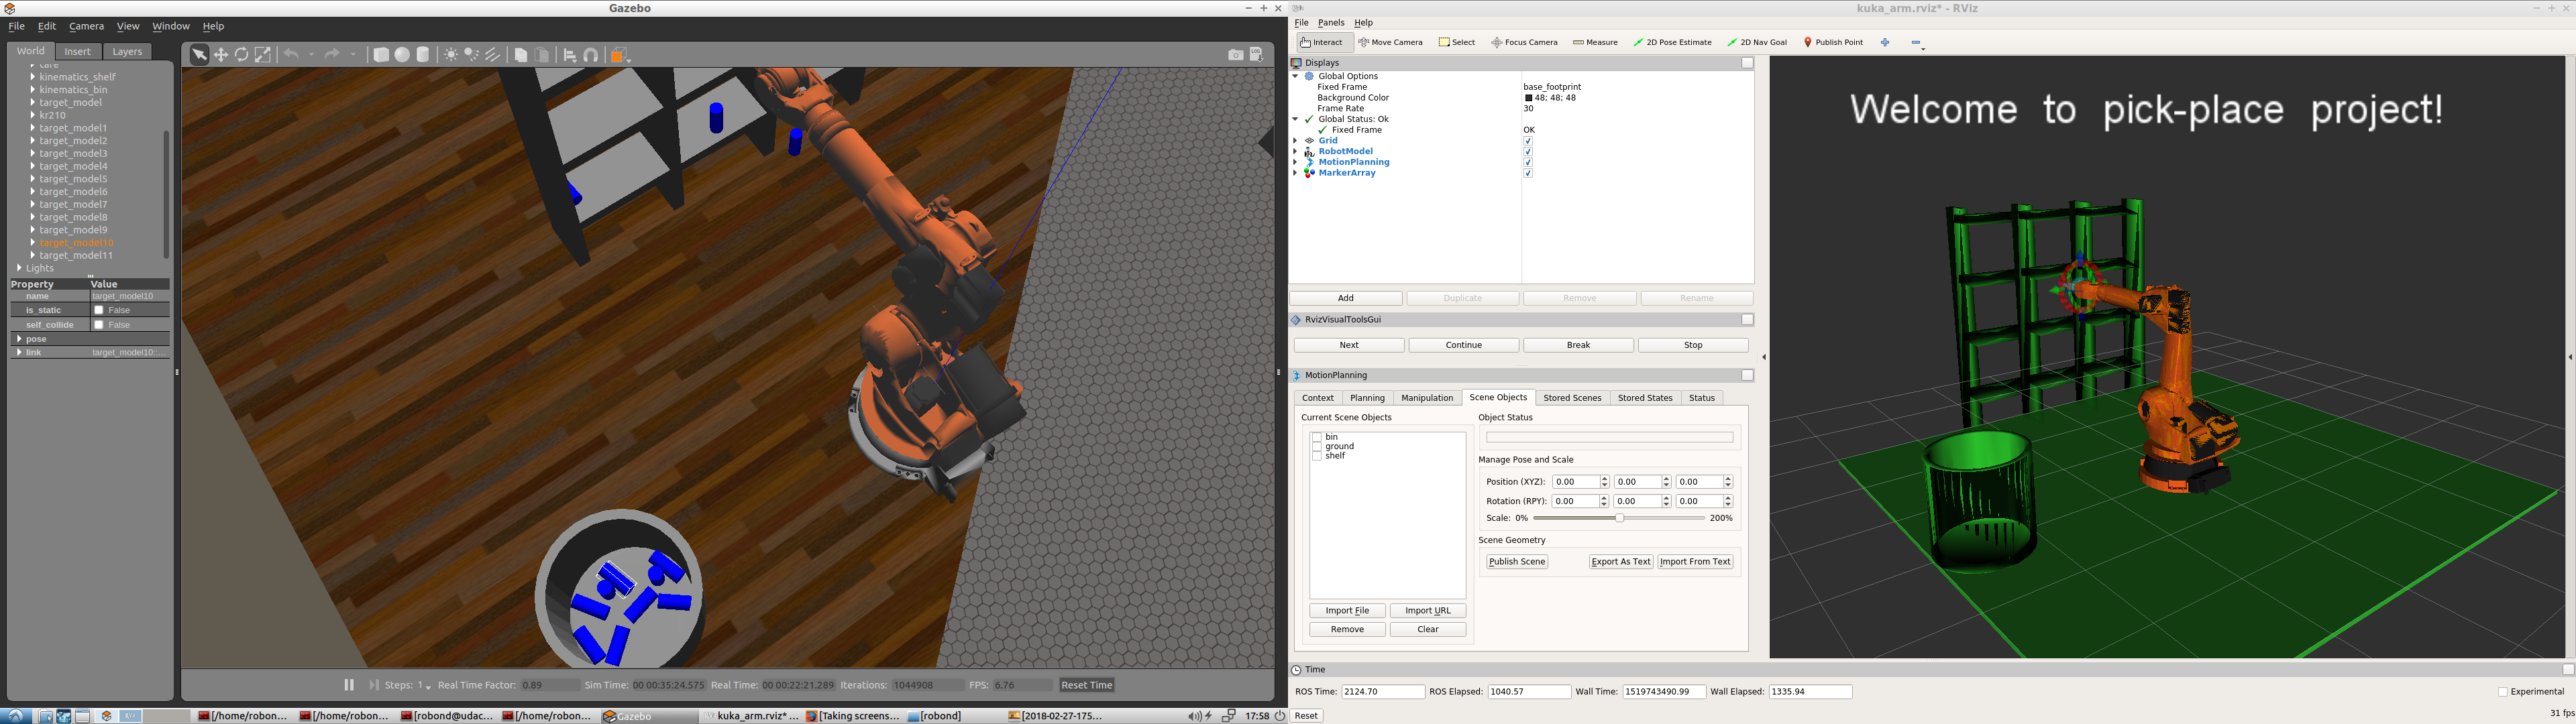 Gazebo
File Edit Camera View Window Help
World Insert Layers
cafe
kinematics_shelf
kinematics_bin
target_model
kr210
target_model1
target_model2
target_model3
target_model4
target_model5
target_model6
target_model7
target_model8
target_model9
target_model10
target_model11
Lights
Property Value
name target_model10
is_static False
self_collide False
pose
link target_model10::...
Steps: 1 Real Time Factor: 0.89 Sim Time: 00 00:35:24.575 Real Time: 00 00:22:21.289 Iterations: 1044908 FPS: 6.76 Reset Time
kuka_arm.rviz* - RViz
File Panels Help
Interact Move Camera Select Focus Camera Measure 2D Pose Estimate 2D Nav Goal Publish Point
Displays
Global Options
Fixed Frame base_footprint
Background Color 48; 48; 48
Frame Rate 30
Global Status: Ok
Fixed Frame OK
Grid
RobotModel
MotionPlanning
MarkerArray
Add Duplicate Remove Rename
RvizVisualToolsGui
Next Continue Break Stop
MotionPlanning
Context Planning Manipulation Scene Objects Stored Scenes Stored States Status
Current Scene Objects
bin
ground
shelf
Import File Import URL
Remove Clear
Object Status
Manage Pose and Scale
Position (XYZ): 0.00 0.00 0.00
Rotation (RPY): 0.00 0.00 0.00
Scale: 0% 200%
Scene Geometry
Publish Scene Export As Text Import From Text
Welcome to pick-place project!
Time
ROS Time: 2124.70 ROS Elapsed: 1040.57 Wall Time: 1519743490.99 Wall Elapsed: 1335.94 Experimental
Reset 31 fps
[/home/robon... [/home/robon... [robond@udac... [/home/robon... Gazebo kuka_arm.rviz* ... [Taking screens... [robond] [2018-02-27-175... 17:58